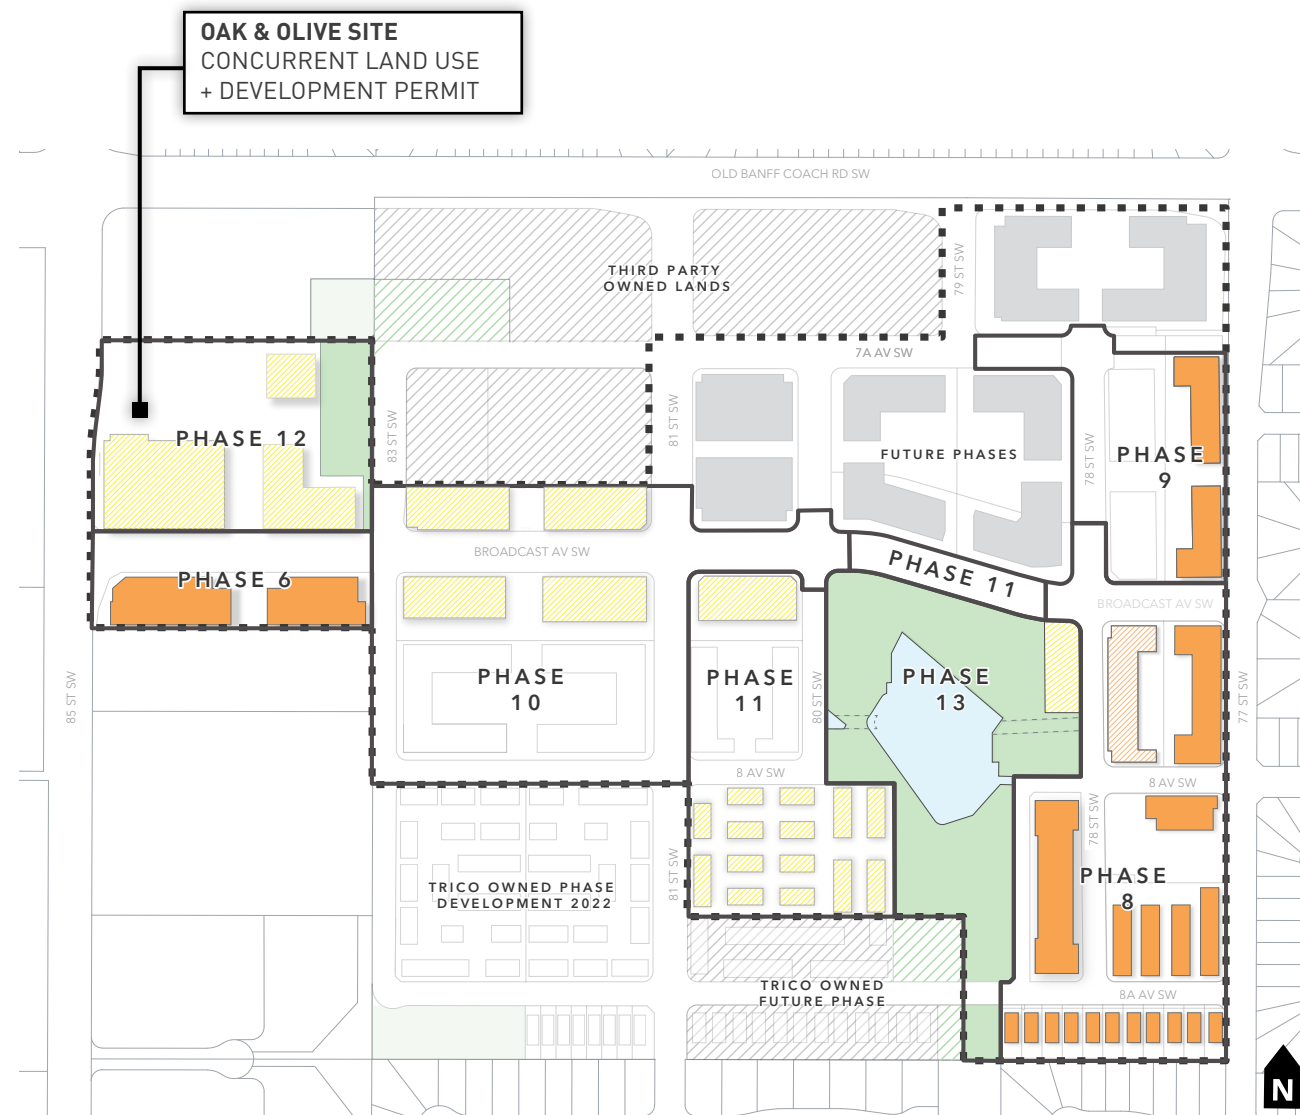 OAK & OLIVE SITE
CONCURRENT LAND USE
+ DEVELOPMENT PERMIT
OLD BANFF COACH RD SW
THIRD PARTY
OWNED LANDS
79 ST SW
7A AV SW
83 ST SW
81 ST SW
PHASE 12
FUTURE PHASES
78 ST SW
PHASE
9
BROADCAST AV SW
PHASE 6
PHASE 11
BROADCAST AV SW
85 ST SW
PHASE
10
PHASE
11
80 ST SW
PHASE
13
77 ST SW
8 AV SW
8 AV SW
78 ST SW
81 ST SW
TRICO OWNED PHASE
DEVELOPMENT 2022
PHASE
8
TRICO OWNED
FUTURE PHASE
8A AV SW
N